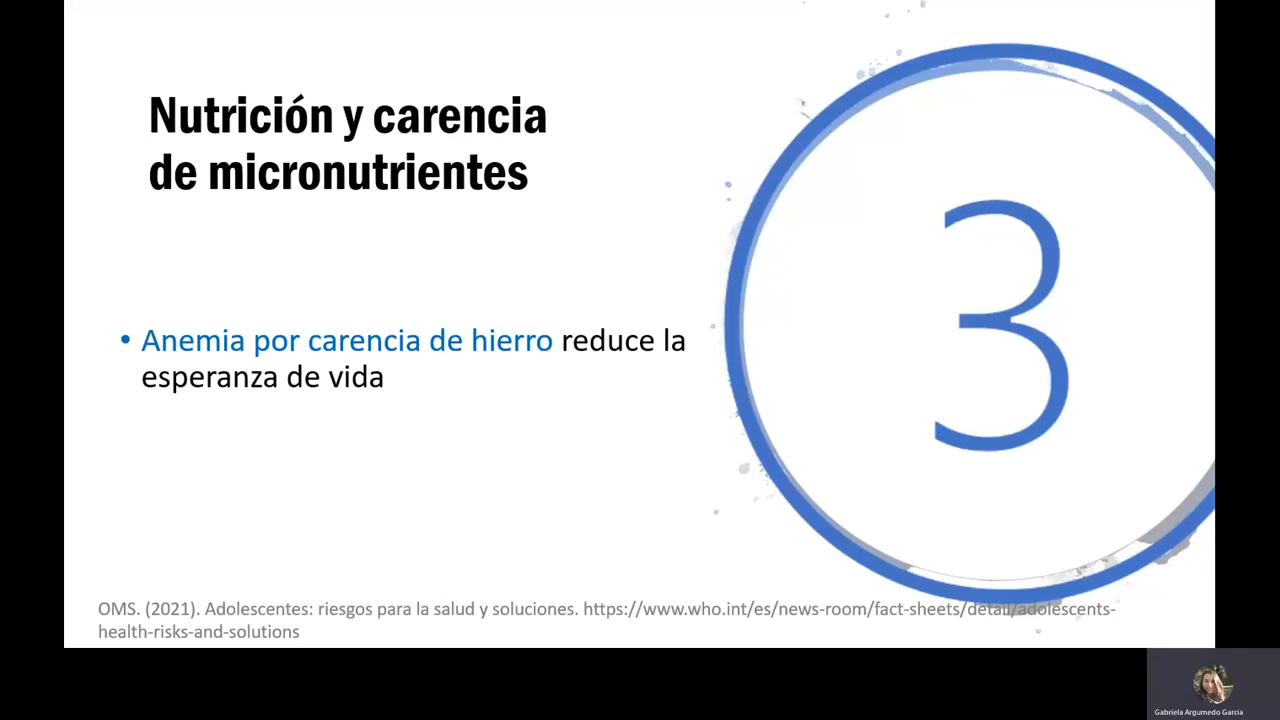 Nutrición y carencia
de micronutrientes
3
• Anemia por carencia de hierro reduce la
esperanza de vida
OMS. (2021). Adolescentes: riesgos para la salud y soluciones. https://www.who.int/es/news-room/fact-sheets/detail/adolescents-
health-risks-and-solutions
Gabriela Argumedo Garcia